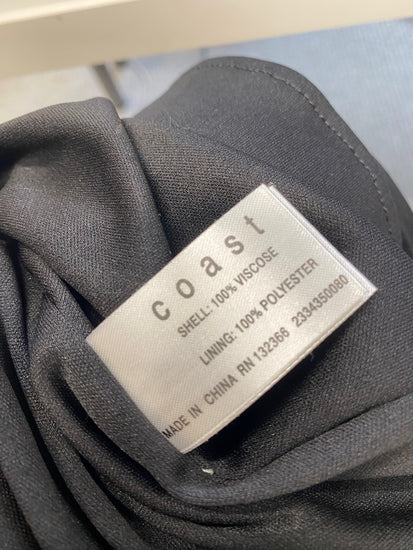 coast
SHELL: 100% VISCOSE
LINING: 100% POLYESTER
MADE IN CHINA RN 132366 2334350080